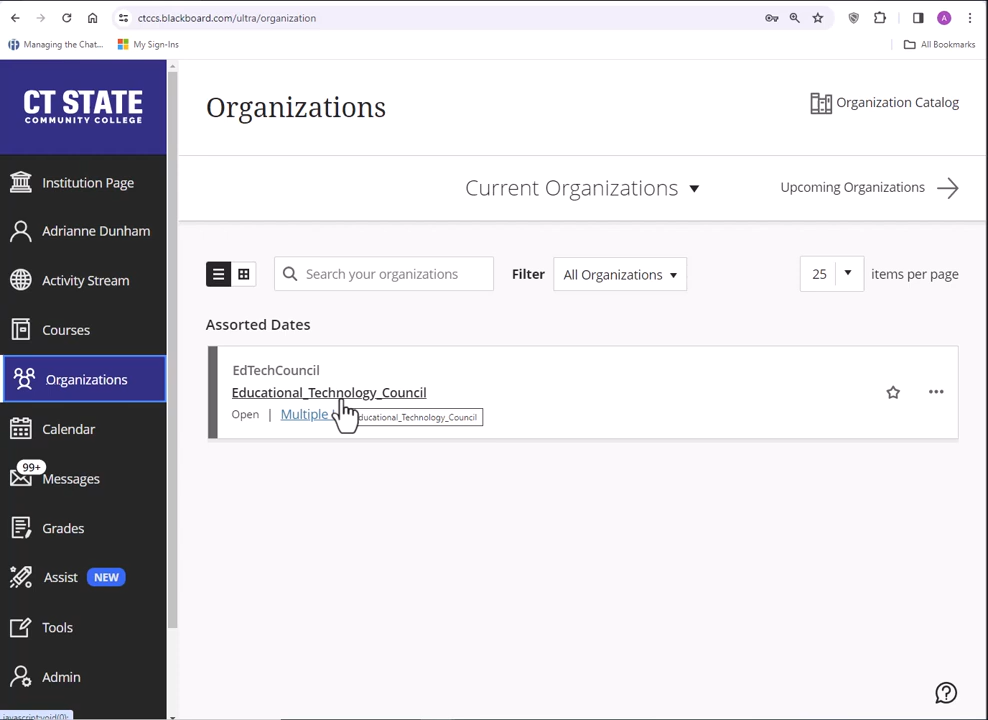 ctccs.blackboard.com/ultra/organization
A
Managing the Chat...
My Sign-Ins
All Bookmarks
CT STATE
COMMUNITY COLLEGE
Institution Page
Adrianne Dunham
Activity Stream
Courses
Organizations
Calendar
99+
Messages
Grades
Assist NEW
Tools
Admin
javascript:void(0);
Organizations
Organization Catalog
Current Organizations
Upcoming Organizations
Search your organizations
Filter
All Organizations
25
items per page
Assorted Dates
EdTechCouncil
Educational_Technology_Council
Open | Multiple
ducational_Technology_Council